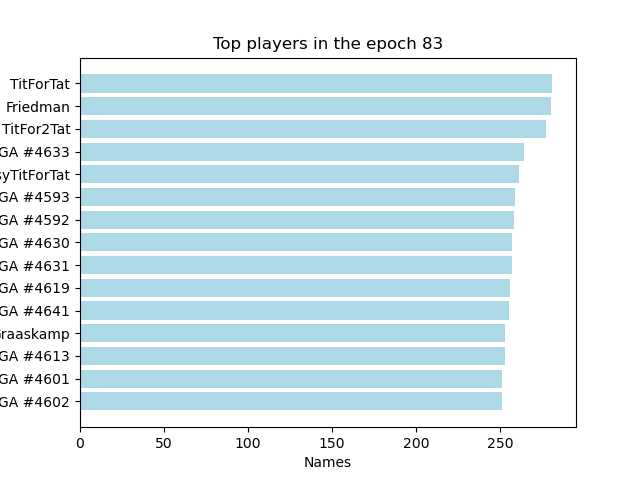 Top players in the epoch 83
TitForTat
Friedman
TitFor2Tat
GA #4633
syTitForTat
GA #4593
GA #4592
GA #4630
GA #4631
GA #4619
GA #4641
Graaskamp
GA #4613
GA #4601
GA #4602
0 50 100 150 200 250
Names